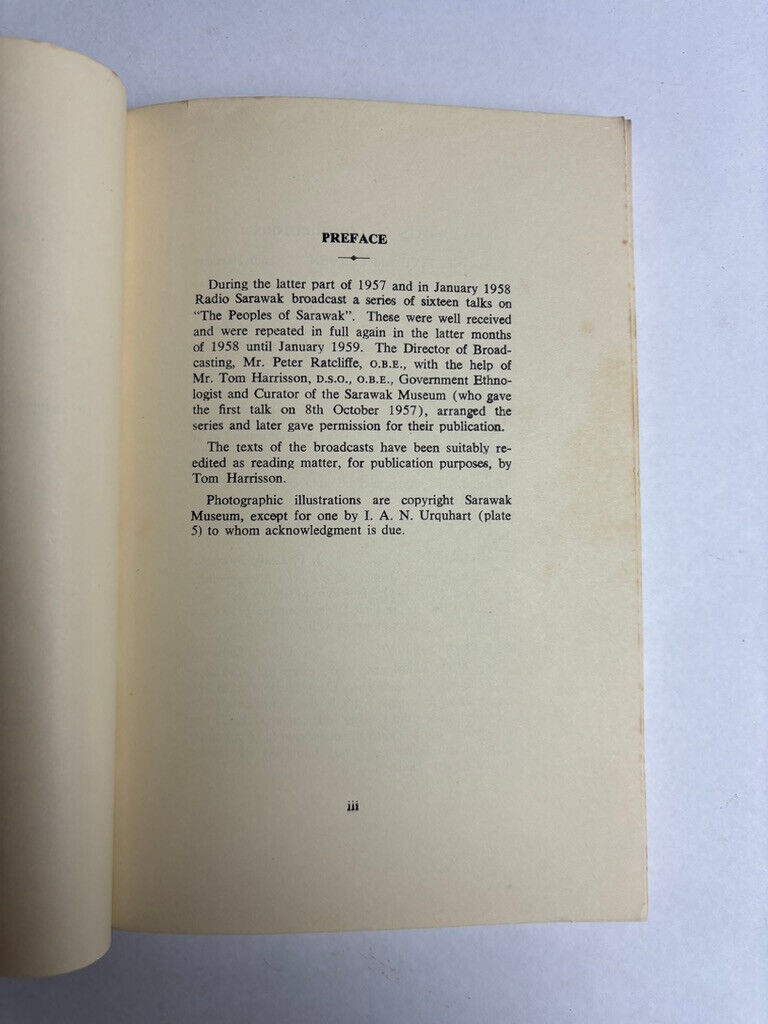 PREFACE
During the latter part of 1957 and in January 1958
Radio Sarawak broadcast a series of sixteen talks on
"The Peoples of Sarawak". These were well received
and were repeated in full again in the latter months
of 1958 until January 1959. The Director of Broad-
casting, Mr. Peter Ratcliffe, O.B.E., with the help of
Mr. Tom Harrisson, D.S.O., O.B.E., Government Ethno-
logist and Curator of the Sarawak Museum (who gave
the first talk on 8th October 1957), arranged the
series and later gave permission for their publication.
The texts of the broadcasts have been suitably re-
edited as reading matter, for publication purposes, by
Tom Harrisson.
Photographic illustrations are copyright Sarawak
Museum, except for one by I. A. N. Urquhart (plate
5) to whom acknowledgment is due.
iii